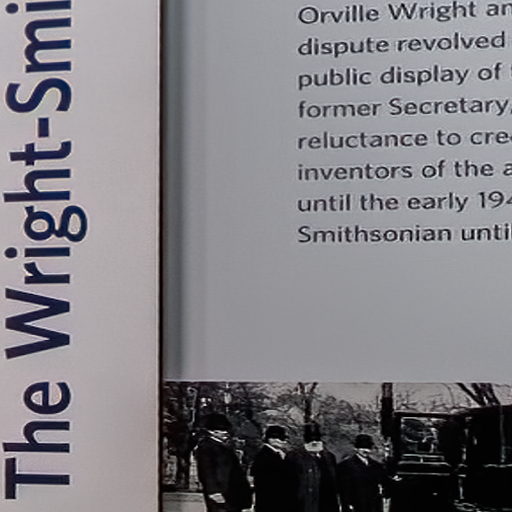 The Wright-Smi
Orville Wright an
dispute revolved
public display of
former Secretary,
reluctance to cre
inventors of the a
until the early 194
Smithsonian until